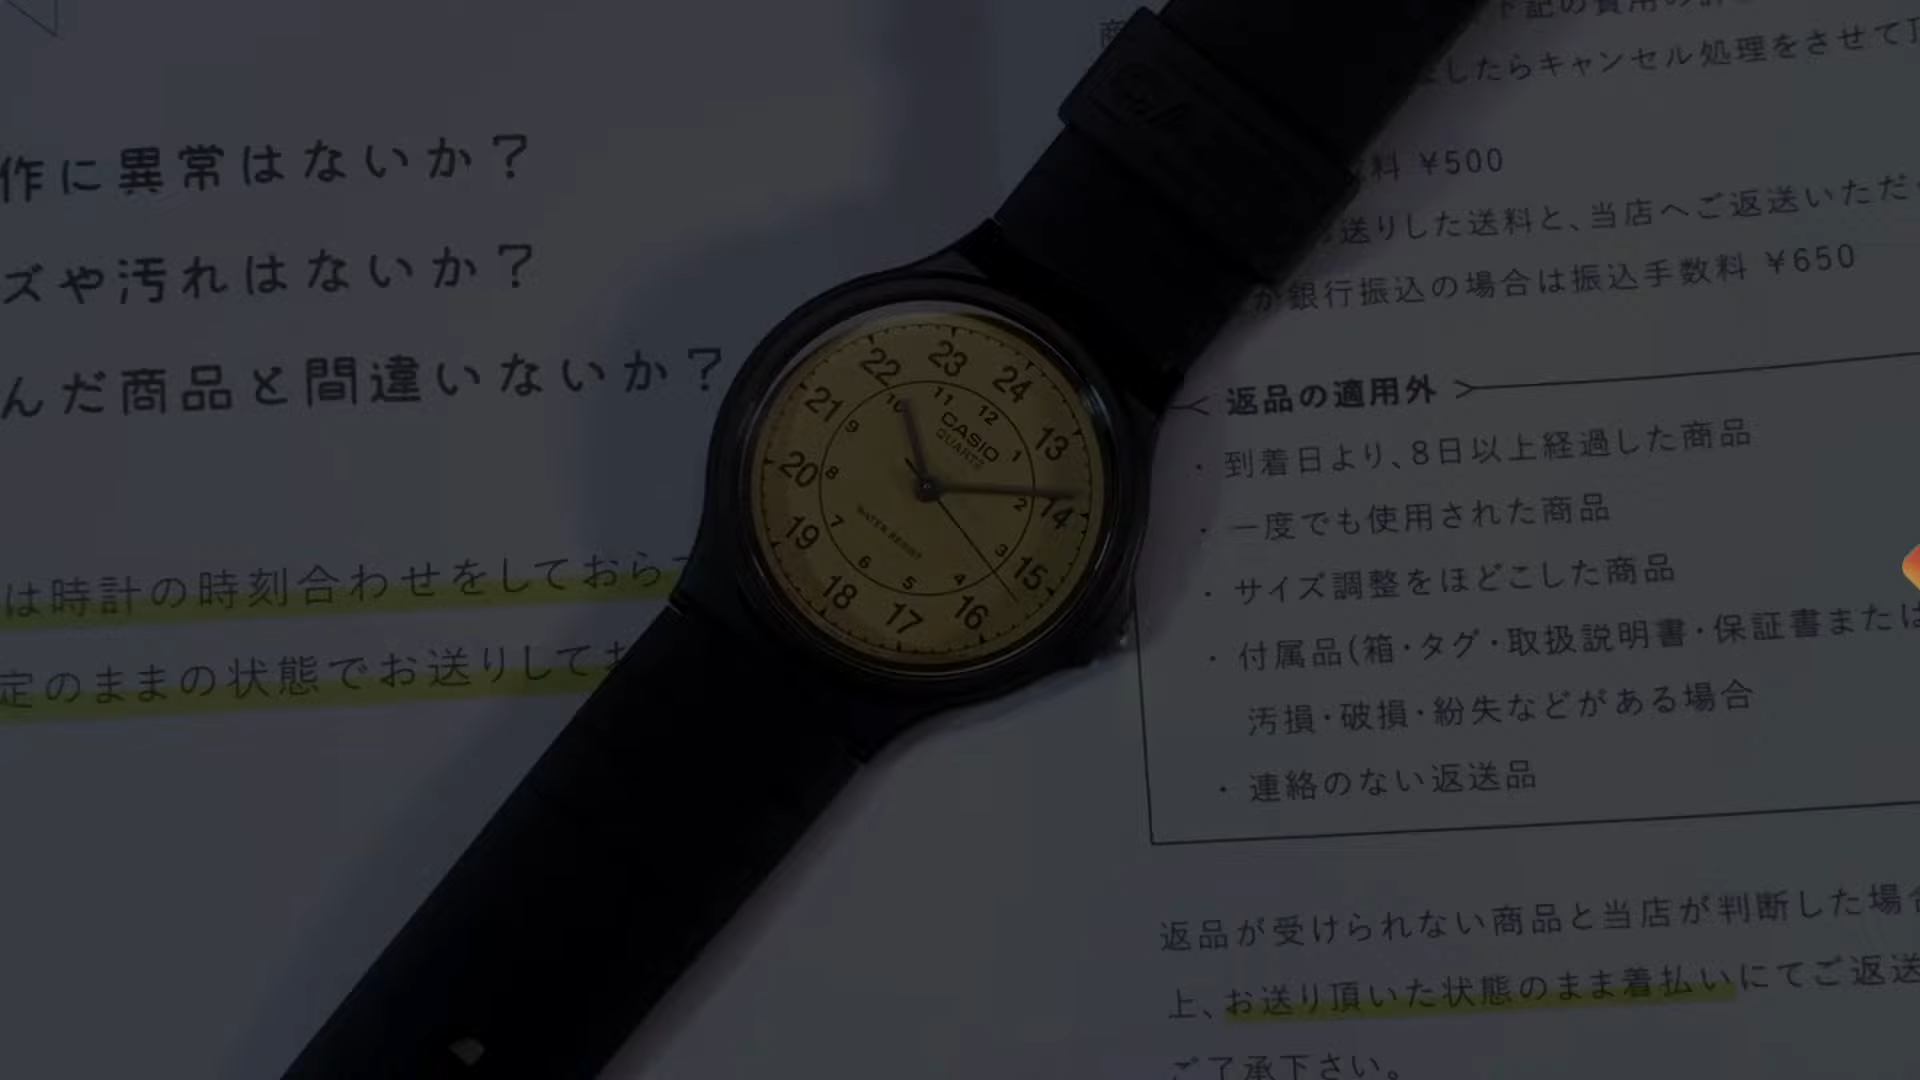 作に異常はないか?
ズや汚れはないか?
んだ商品と間違いないか?
は時計の時刻合わせをしておら
定のままの状態でお送りして
22 23 24
21 13
20 14
19 15
18 17 16
10 11 12
9 1
8 2
7 3
6 5 4
CASIO
QUARTZ
WATER RESIST
商
下記の費用の
したらキャンセル処理をさせて
料 ¥500
送りした送料と、当店へご返送いただ
が銀行振込の場合は振込手数料 ¥650
返品の適用外
・到着日より、8日以上経過した商品
・一度でも使用された商品
・サイズ調整をほどこした商品
・付属品(箱・タグ・取扱説明書・保証書または
汚損・破損・紛失などがある場合
・連絡のない返送品
返品が受けられない商品と当店が判断した場合
上、お送り頂いた状態のまま着払いにてご返送
ご了承下さい。